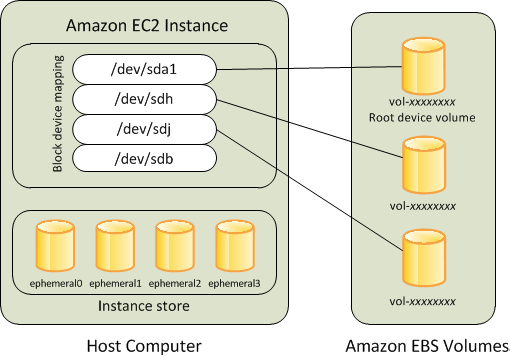 Amazon EC2 Instance
Block device mapping
/dev/sda1
/dev/sdh
/dev/sdj
/dev/sdb
ephemeral0 ephemeral1 ephemeral2 ephemeral3
Instance store
Host Computer
vol-xxxxxxxx
Root device volume
vol-xxxxxxxx
vol-xxxxxxxx
Amazon EBS Volumes